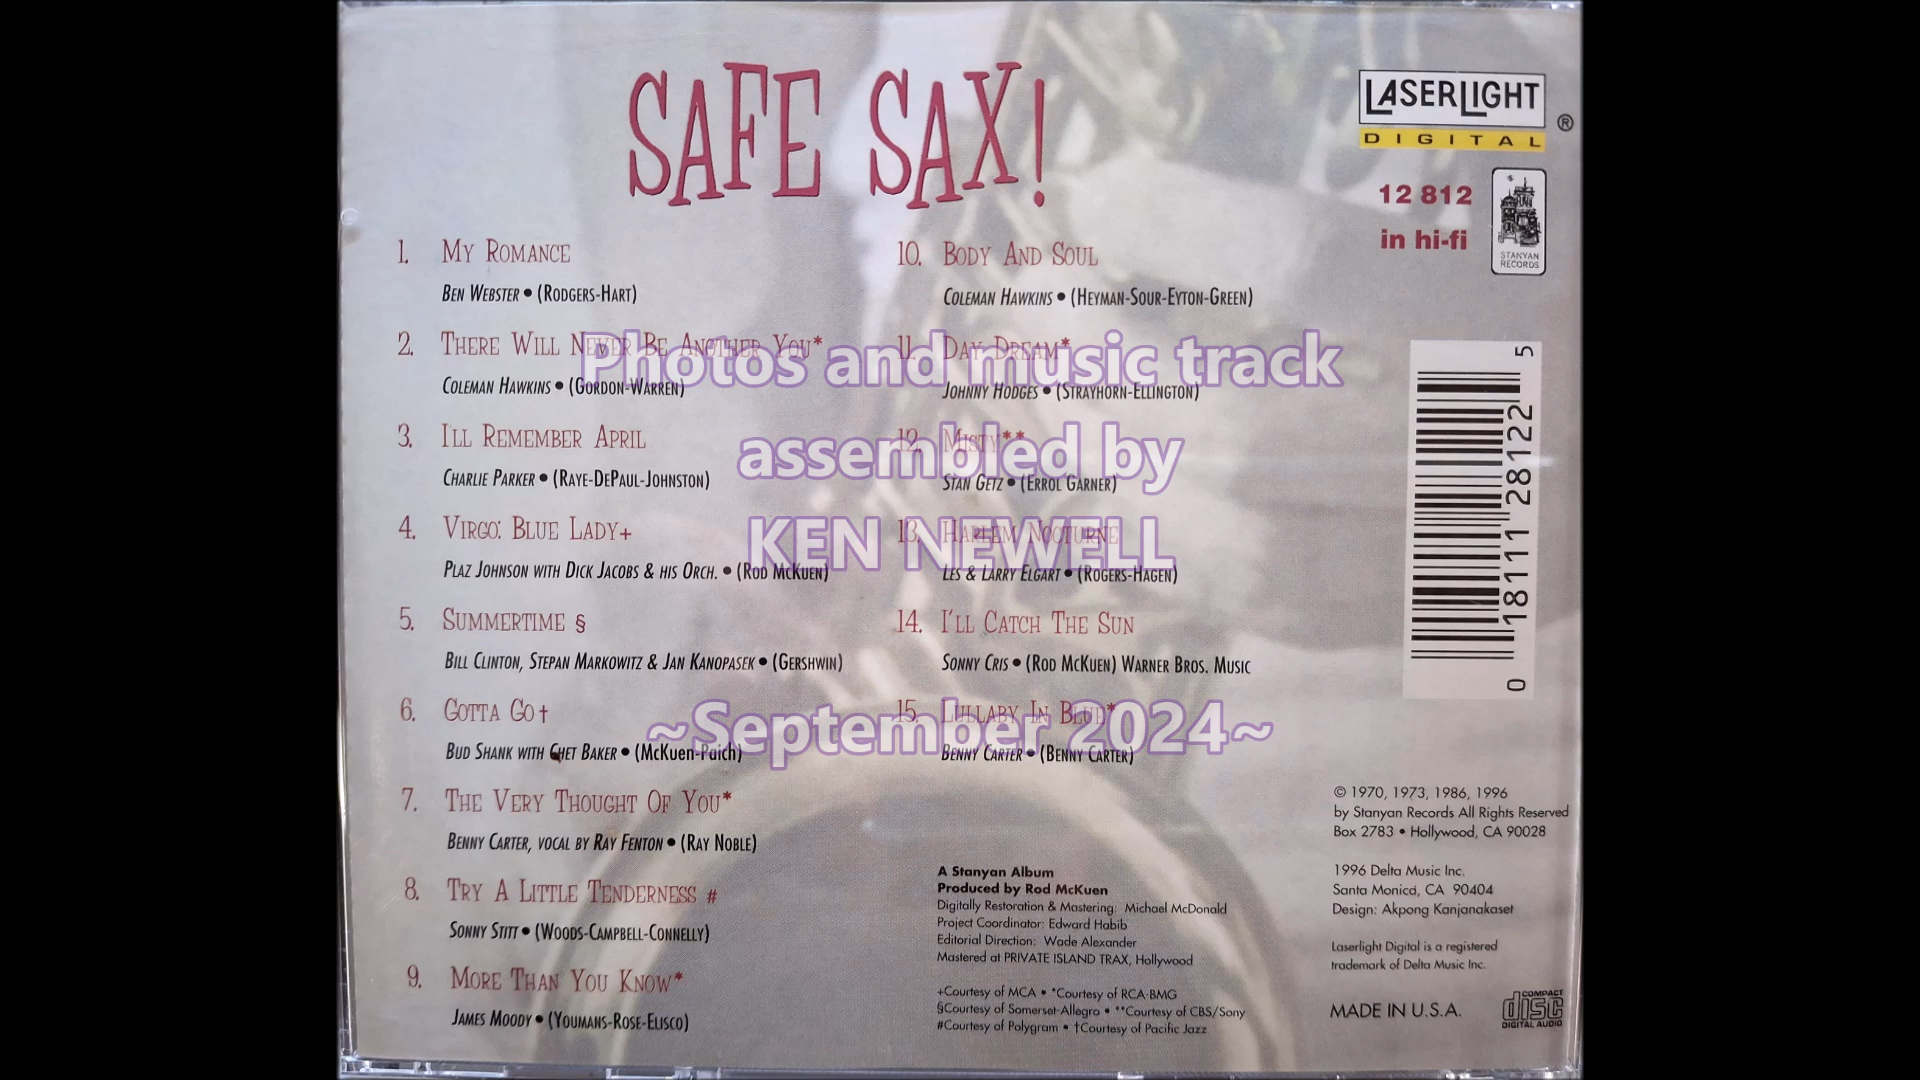 SAFE SAX!
LASERLIGHT
DIGITAL
®
12 812
in hi-fi
STANYAN
RECORDS
1. MY ROMANCE
BEN WEBSTER • (RODGERS-HART)
2. THERE WILL NEVER BE ANOTHER YOU*
COLEMAN HAWKINS • (GORDON-WARREN)
3. I'LL REMEMBER APRIL
CHARLIE PARKER • (RAYE-DEPAUL-JOHNSTON)
4. VIRGO: BLUE LADY+
PLAZ JOHNSON WITH DICK JACOBS & HIS ORCH. • (ROD MCKUEN)
5. SUMMERTIME §
BILL CLINTON, STEPAN MARKOWITZ & JAN KANOPASEK • (GERSHWIN)
6. GOTTA GO †
BUD SHANK WITH CHET BAKER • (McKuen-Paich)
7. THE VERY THOUGHT OF YOU*
BENNY CARTER, VOCAL BY RAY FENTON • (RAY NOBLE)
8. TRY A LITTLE TENDERNESS #
SONNY STITT • (WOODS-CAMPBELL-CONNELLY)
9. MORE THAN YOU KNOW*
JAMES MOODY • (YOUMANS-ROSE-ELISCO)
10. BODY AND SOUL
COLEMAN HAWKINS • (HEYMAN-SOUR-EYTON-GREEN)
11. DAY DREAM*
JOHNNY HODGES • (STRAYHORN-ELLINGTON)
12. MISTY**
STAN GETZ • (ERROL GARNER)
13. HARLEM NOCTURNE
LES & LARRY ELGART • (ROGERS-HAGEN)
14. I'LL CATCH THE SUN
SONNY CRIS • (ROD MCKUEN) WARNER BROS. MUSIC
15. LULLABY IN BLUE*
BENNY CARTER • (BENNY CARTER)
Photos and music track
assembled by
KEN NEWELL
~September 2024~
0 18111 28122 5
A Stanyan Album
Produced by Rod McKuen
Digitally Restoration & Mastering: Michael McDonald
Project Coordinator: Edward Habib
Editorial Direction: Wade Alexander
Mastered at PRIVATE ISLAND TRAX, Hollywood
+Courtesy of MCA • *Courtesy of RCA-BMG
§Courtesy of Somerset-Allegro • **Courtesy of CBS/Sony
#Courtesy of Polygram • †Courtesy of Pacific Jazz
© 1970, 1973, 1986, 1996
by Stanyan Records All Rights Reserved
Box 2783 • Hollywood, CA 90028
1996 Delta Music Inc.
Santa Monica, CA 90404
Design: Akpong Kanjanakaset
Laserlight Digital is a registered
trademark of Delta Music Inc.
MADE IN U.S.A.
COMPACT
disc
DIGITAL AUDIO